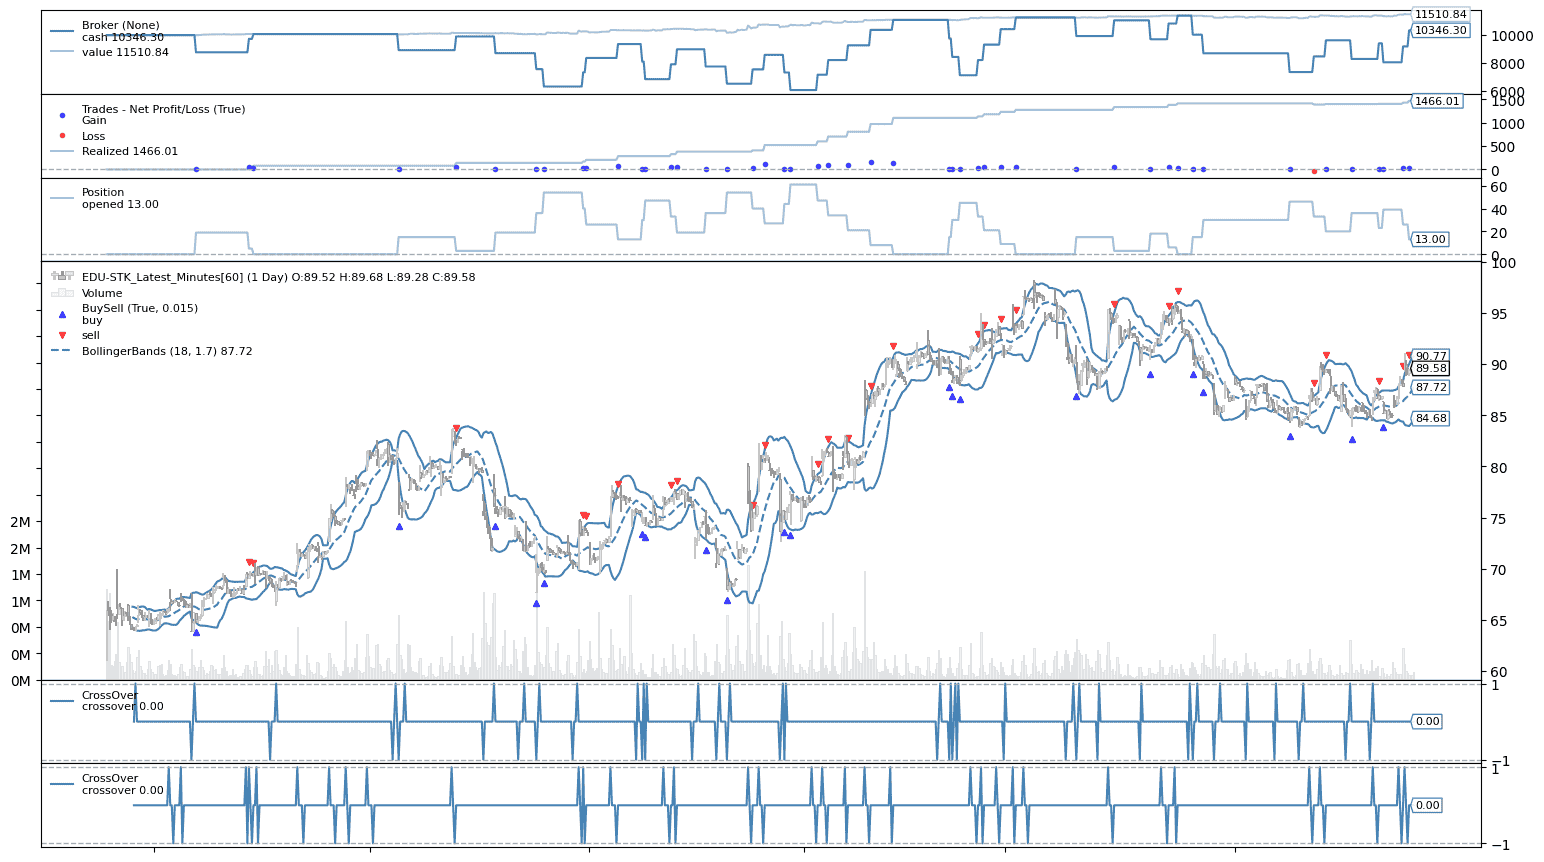 Broker (None)
cash 10346.30
value 11510.84
11510.84
10346.30
10000
8000
6000
Trades - Net Profit/Loss (True)
Gain
Loss
Realized 1466.01
1466.01
1500
1000
500
0
Position
opened 13.00
13.00
60
40
20
0
EDU-STK_Latest_Minutes[60] (1 Day) O:89.52 H:89.68 L:89.28 C:89.58
Volume
BuySell (True, 0.015)
buy
sell
BollingerBands (18, 1.7) 87.72
90.77
89.58
87.72
84.68
100
95
90
85
80
75
70
65
60
2M
2M
1M
1M
0M
0M
0M
CrossOver
crossover 0.00
0.00
1
−1
CrossOver
crossover 0.00
0.00
1
−1